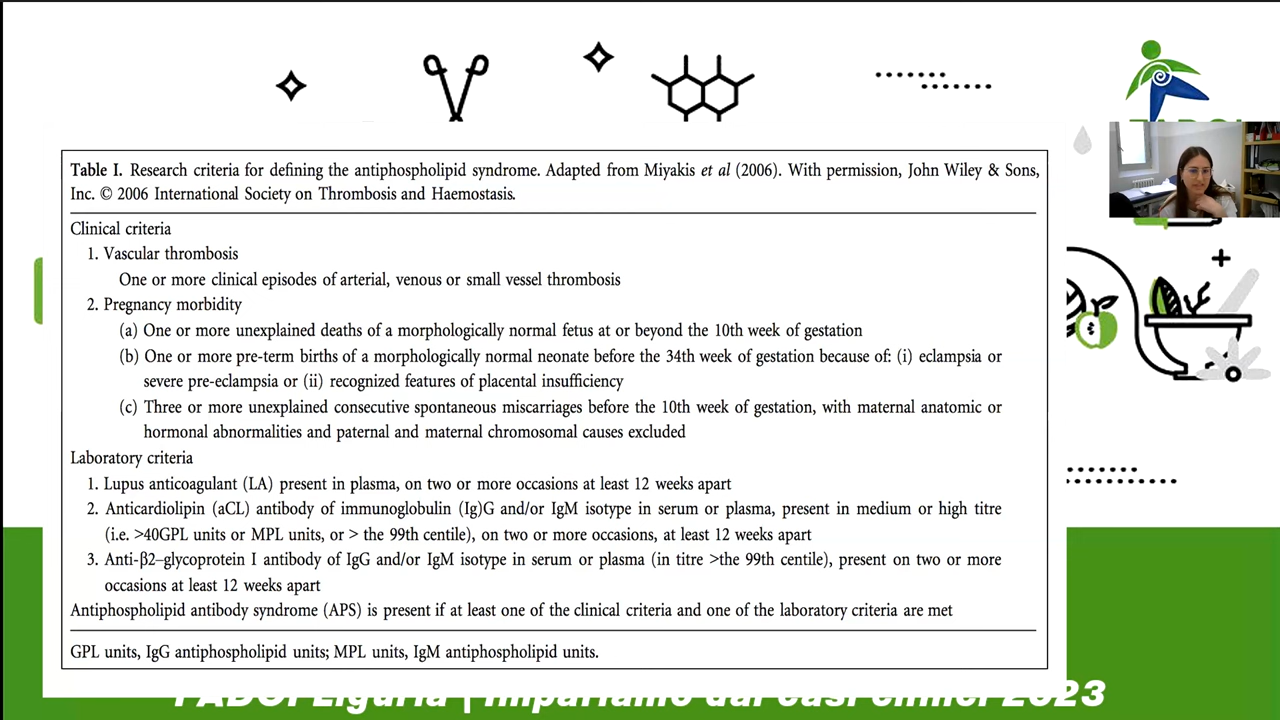 Table I. Research criteria for defining the antiphospholipid syndrome. Adapted from Miyakis et al (2006). With permission, John Wiley & Sons,
Inc. © 2006 International Society on Thrombosis and Haemostasis.
Clinical criteria
1. Vascular thrombosis
One or more clinical episodes of arterial, venous or small vessel thrombosis
2. Pregnancy morbidity
(a) One or more unexplained deaths of a morphologically normal fetus at or beyond the 10th week of gestation
(b) One or more pre-term births of a morphologically normal neonate before the 34th week of gestation because of: (i) eclampsia or
severe pre-eclampsia or (ii) recognized features of placental insufficiency
(c) Three or more unexplained consecutive spontaneous miscarriages before the 10th week of gestation, with maternal anatomic or
hormonal abnormalities and paternal and maternal chromosomal causes excluded
Laboratory criteria
1. Lupus anticoagulant (LA) present in plasma, on two or more occasions at least 12 weeks apart
2. Anticardiolipin (aCL) antibody of immunoglobulin (Ig)G and/or IgM isotype in serum or plasma, present in medium or high titre
(i.e. >40GPL units or MPL units, or > the 99th centile), on two or more occasions, at least 12 weeks apart
3. Anti-β2–glycoprotein I antibody of IgG and/or IgM isotype in serum or plasma (in titre >the 99th centile), present on two or more
occasions at least 12 weeks apart
Antiphospholipid antibody syndrome (APS) is present if at least one of the clinical criteria and one of the laboratory criteria are met
GPL units, IgG antiphospholipid units; MPL units, IgM antiphospholipid units.
FADOI Liguria | Impariamo dai casi clinici 2023